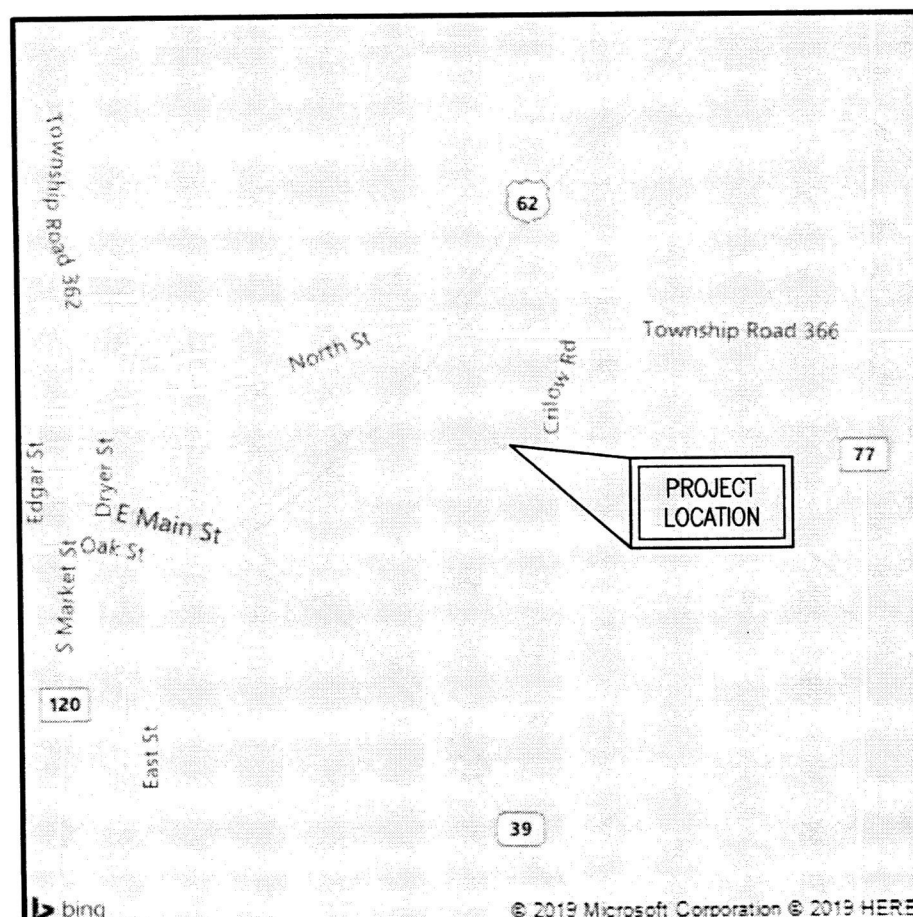 Township Road 362
62
North St
Township Road 366
Crilow Rd
Edgar St
Dryer St
77
PROJECT
LOCATION
E Main St
Oak St
S Market St
120
East St
39
bing
© 2019 Microsoft Corporation © 2019 HERE